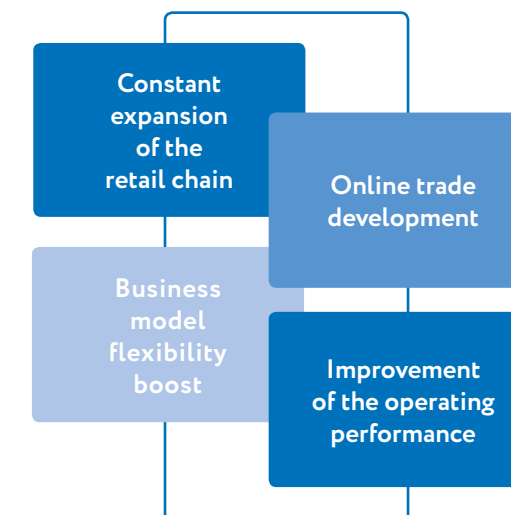 Constant
expansion
of the
retail chain
Online trade
development
Business
model
flexibility
boost
Improvement
of the operating
performance